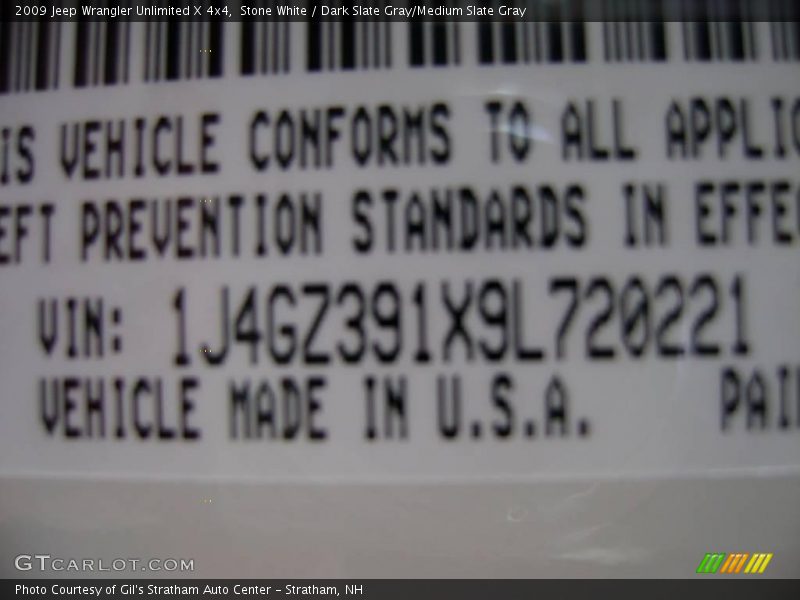 2009 Jeep Wrangler Unlimited X 4x4, Stone White / Dark Slate Gray/Medium Slate Gray
IS VEHICLE CONFORMS TO ALL APPLIC
EFT PREVENTION STANDARDS IN EFFEC
VIN: 1J4GZ391X9L720221
VEHICLE MADE IN U.S.A. PAI
GTCARLOT.COM
Photo Courtesy of Gil's Stratham Auto Center - Stratham, NH